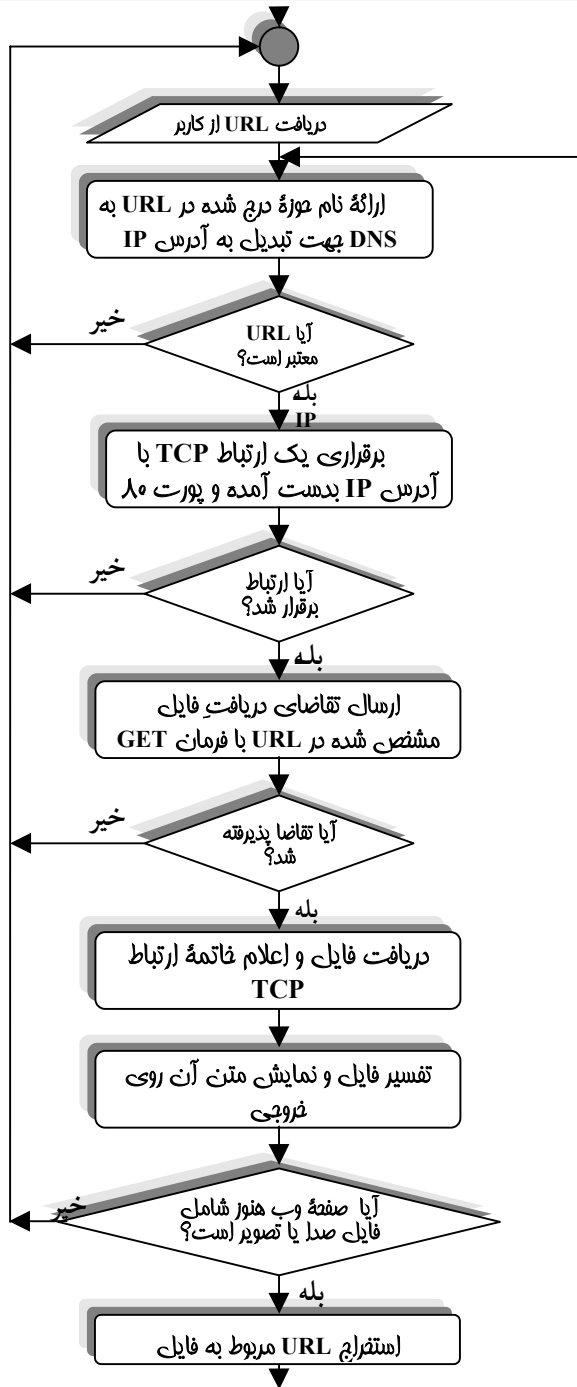 دریافت URL از کاربر
ارائهٔ نام حوزهٔ درج شده در URL به
DNS جهت تبدیل به آدرس IP
خیر
آیا URL
معتبر است؟
بله
IP
برقراری یک ارتباط TCP با
آدرس IP بدست آمده و پورت ۸۰
خیر
آیا ارتباط
برقرار شد؟
بله
ارسال تقاضای دریافتِ فایل
مشخص شده در URL با فرمان GET
خیر
آیا تقاضا پذیرفته
شد؟
بله
دریافت فایل و اعلام خاتمهٔ ارتباط
TCP
تفسیر فایل و نمایش متن آن روی
خروجی
خیر
آیا صفحهٔ وب هنوز شامل
فایل صدا یا تصویر است؟
بله
استخراج URL مربوط به فایل